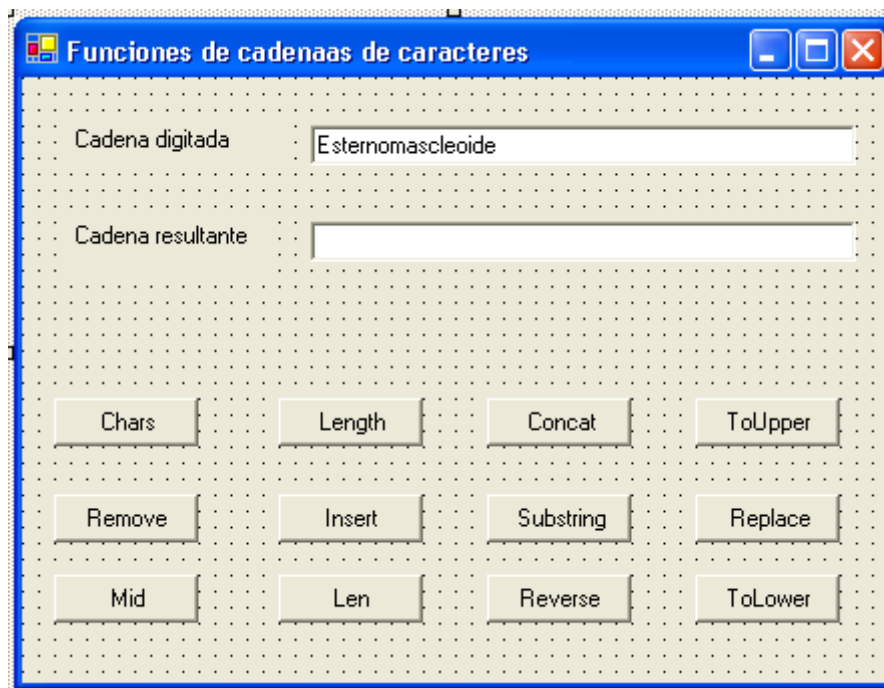 Funciones de cadenaas de caracteres
Cadena digitada
Esternomascleoide
Cadena resultante
Chars Length Concat ToUpper
Remove Insert Substring Replace
Mid Len Reverse ToLower